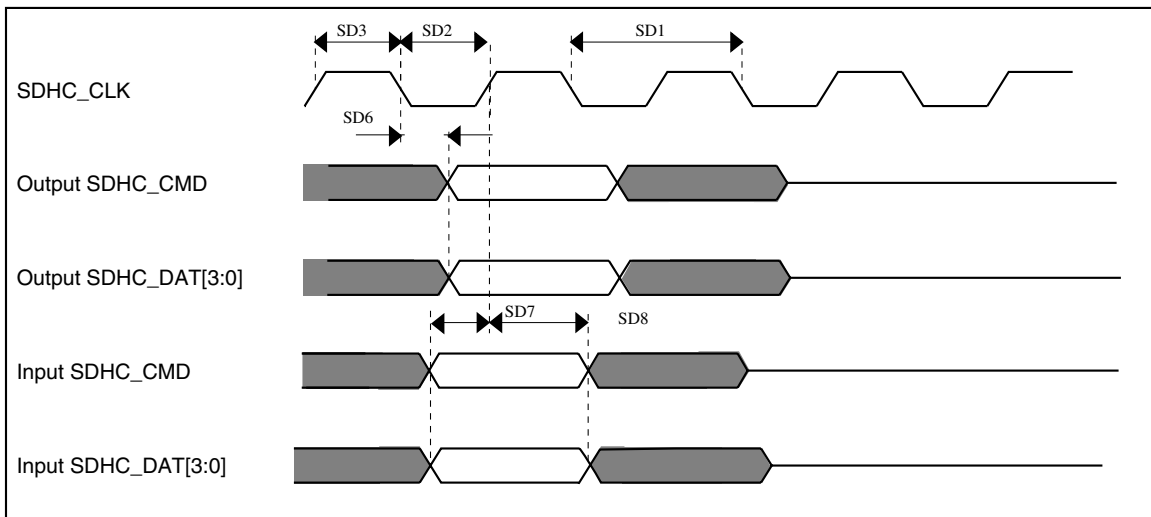 SD3 SD2 SD1
SDHC_CLK
SD6
Output SDHC_CMD
Output SDHC_DAT[3:0]
SD7 SD8
Input SDHC_CMD
Input SDHC_DAT[3:0]